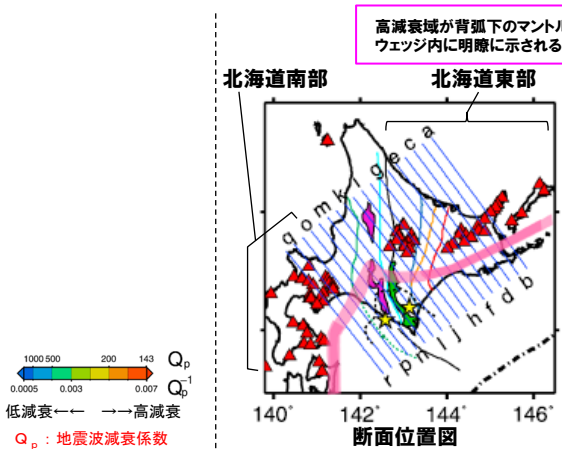 高減衰域が背弧下のマントル
ウェッジ内に明瞭に示される
北海道南部
北海道東部
g e c a
q o m k i
r p n l j h f d b
140° 142° 144° 146°
断面位置図
1000 500 200 143 Qp
0.0005 0.003 0.007 Qp-1
低減衰←← →→高減衰
Qp：地震波減衰係数